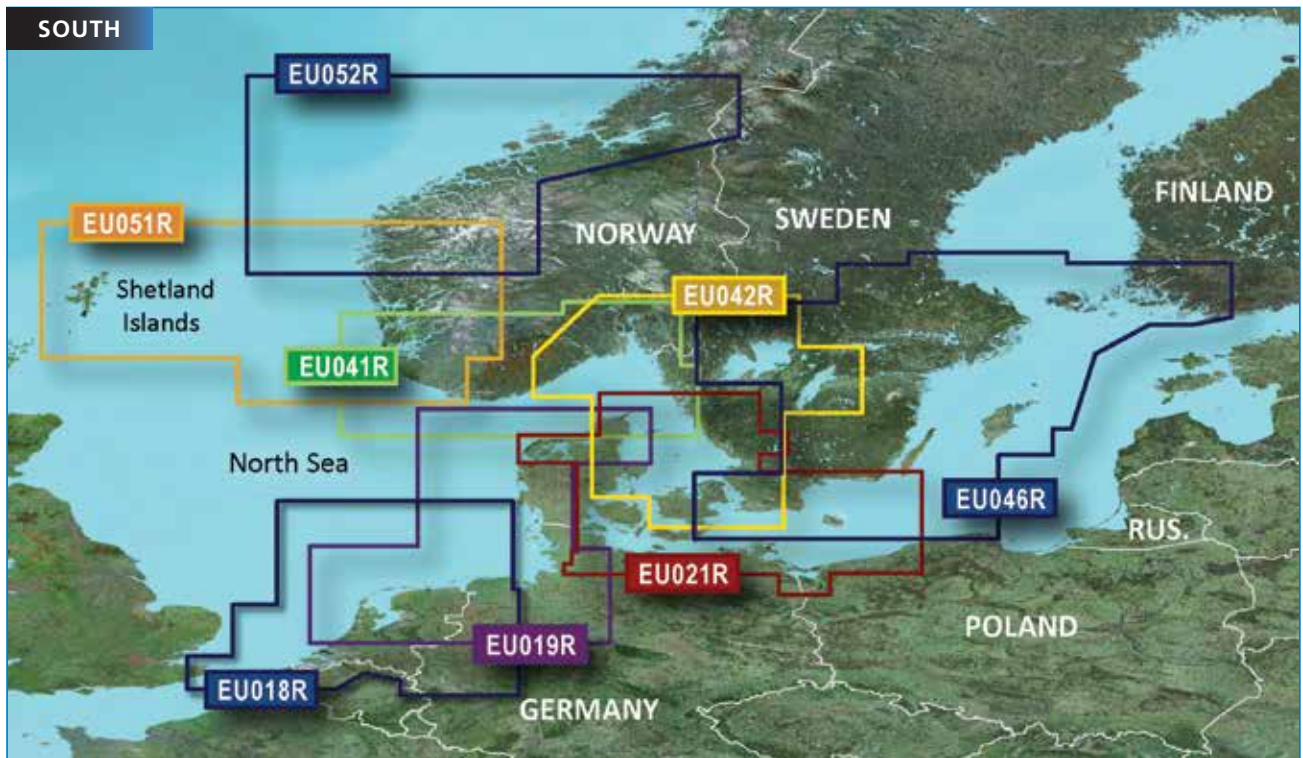 SOUTH
EU052R
FINLAND
EU051R
NORWAY
SWEDEN
Shetland
Islands
EU042R
EU041R
North Sea
EU046R
RUS.
EU021R
POLAND
EU019R
EU018R
GERMANY